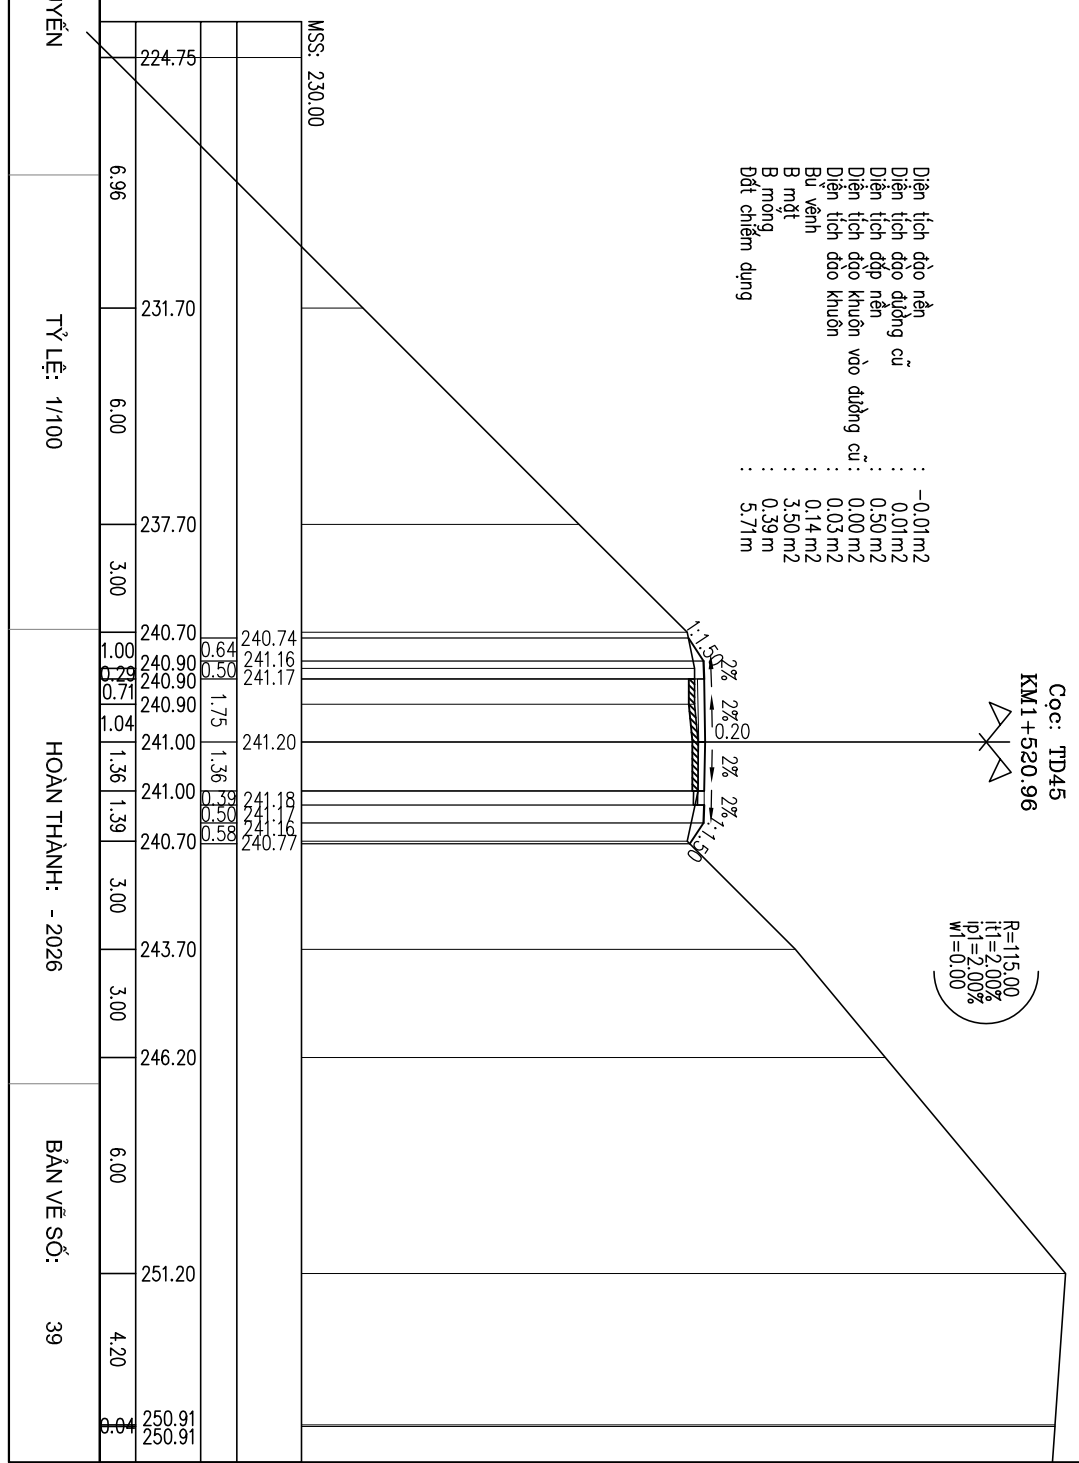 Cọc: TD45
KM1+520.96
R=115.00
it1=2.00%
ip1=2.00%
w1=0.00
Diện tích đào nền : -0.01m2
Diện tích đào đường cũ : 0.01m2
Diện tích đắp nền : 0.50m2
Diện tích đào khuôn vào đường cũ : 0.00m2
Diện tích đào khuôn : 0.03m2
Bù vênh : 0.14m2
B mặt : 3.50m2
B móng : 0.39m
Đất chiếm dụng : 5.71m
1:1.50 2% 2% 0.20 2% 2% 1:1.50
MSS: 230.00
240.74 241.16 241.17 241.20 241.18 241.17 241.16 240.77
0.64 0.50 1.75 1.36 0.39 0.50 0.58
224.75 231.70 237.70 240.70 240.90 240.90 240.90 241.00 241.00 240.70 243.70 246.20 251.20 250.91 250.91
6.96 6.00 3.00 1.00 0.29 0.71 1.04 1.36 1.39 3.00 3.00 6.00 4.20 0.04
YẾN
TỶ LỆ: 1/100
HOÀN THÀNH: - 2026
BẢN VẼ SỐ: 39